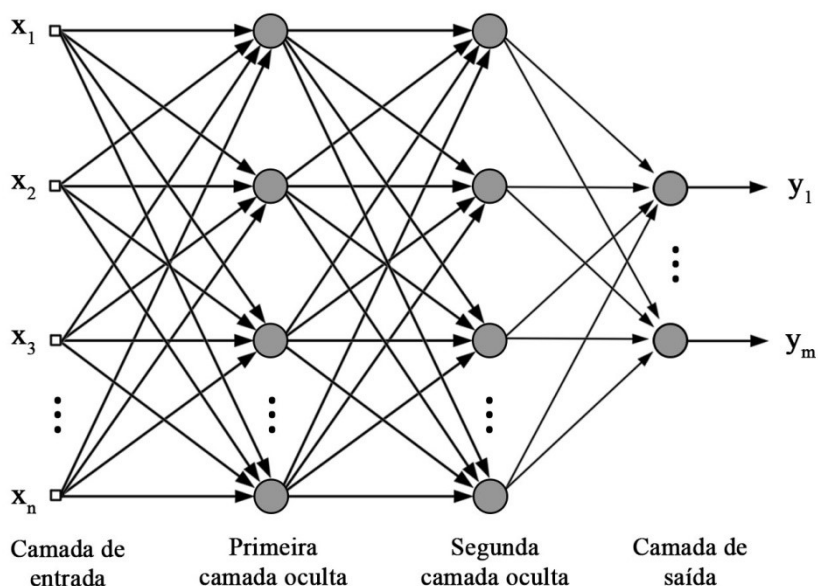 x1
x2
x3
xn
y1
ym
Camada de
entrada
Primeira
camada oculta
Segunda
camada oculta
Camada de
saída